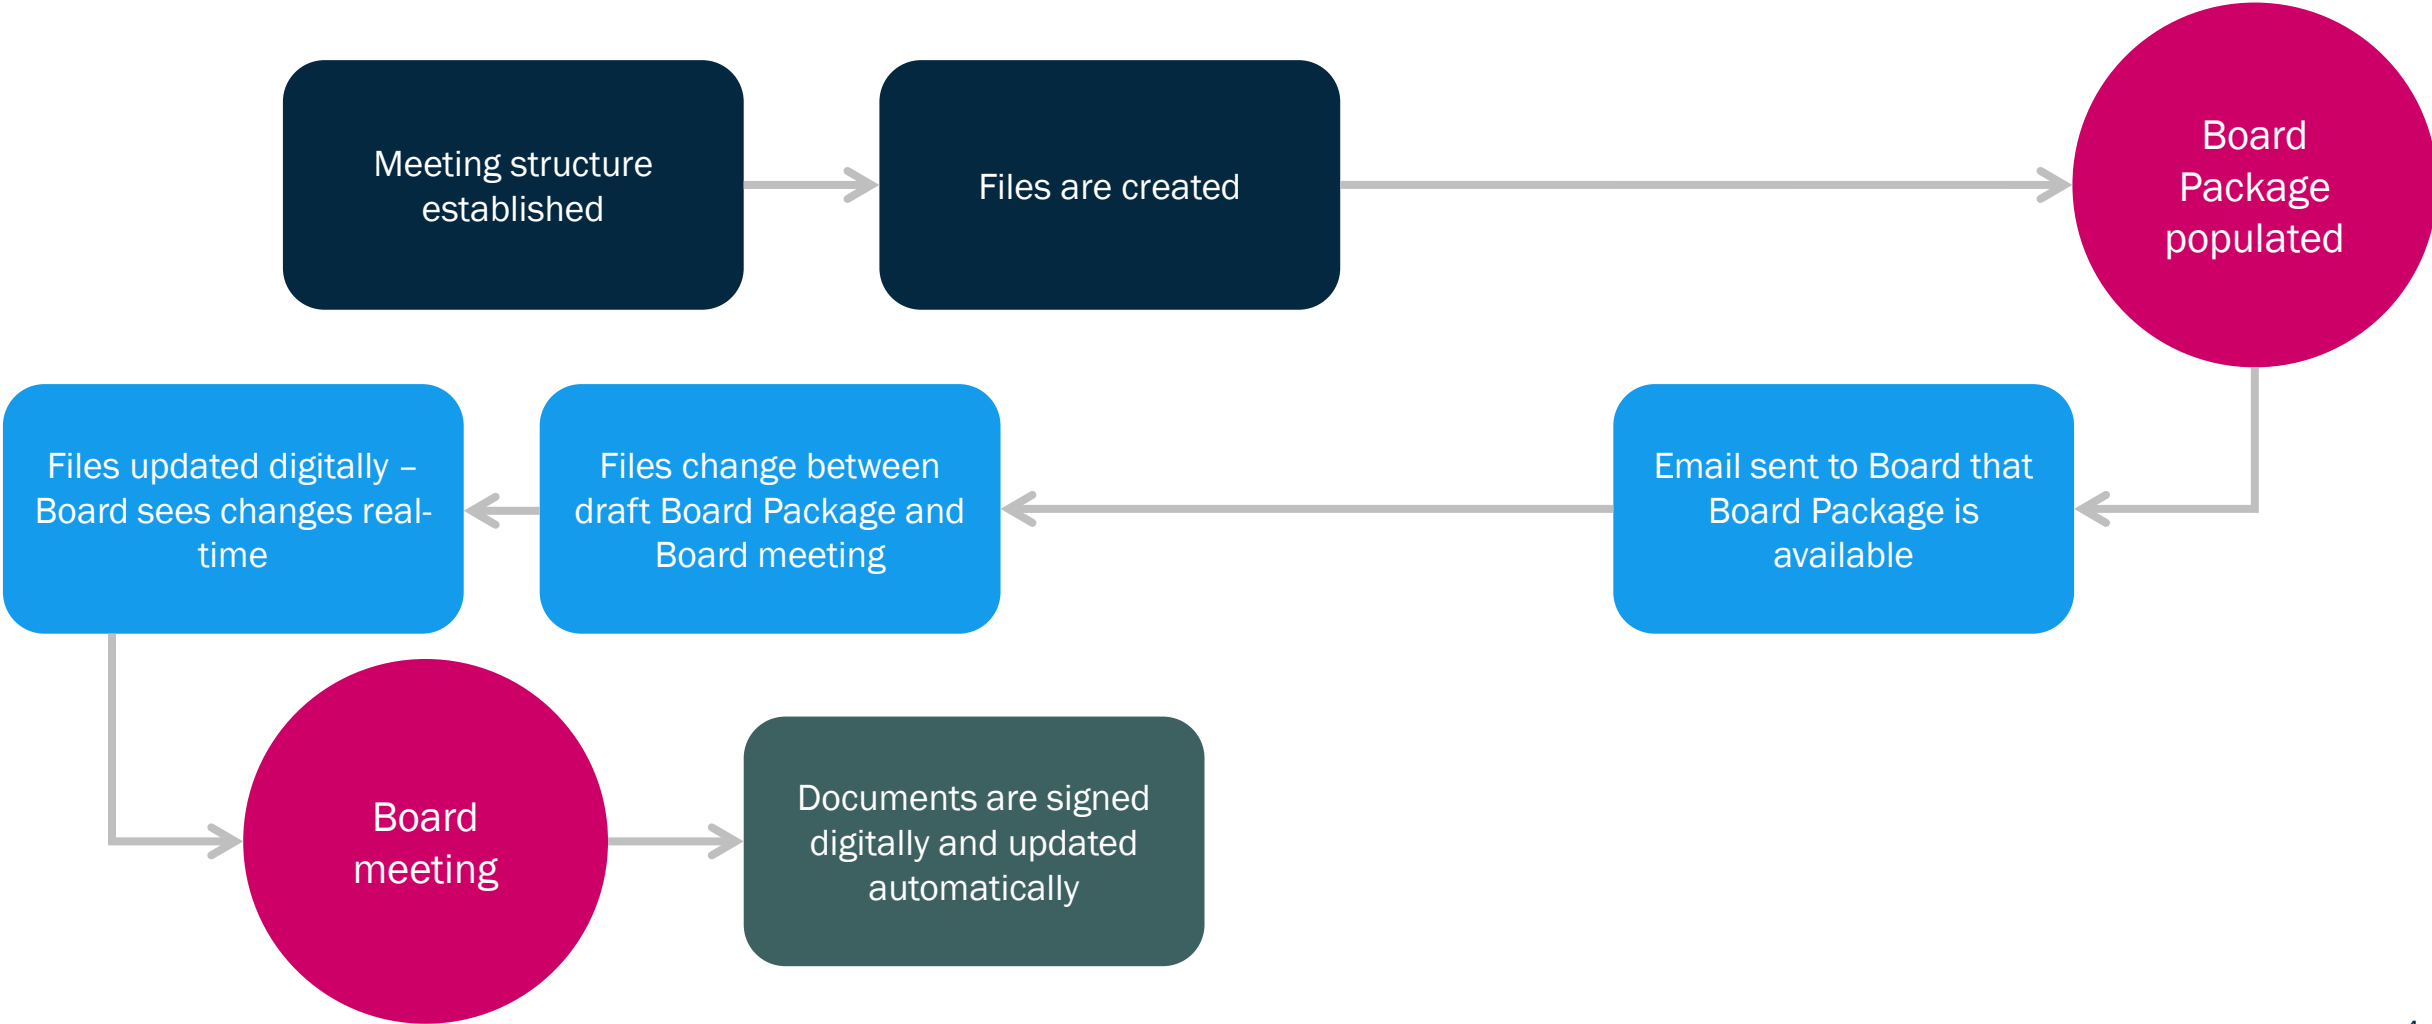 Meeting structure
established
Files are created
Board
Package
populated
Email sent to Board that
Board Package is
available
Files change between
draft Board Package and
Board meeting
Files updated digitally –
Board sees changes real-
time
Board
meeting
Documents are signed
digitally and updated
automatically